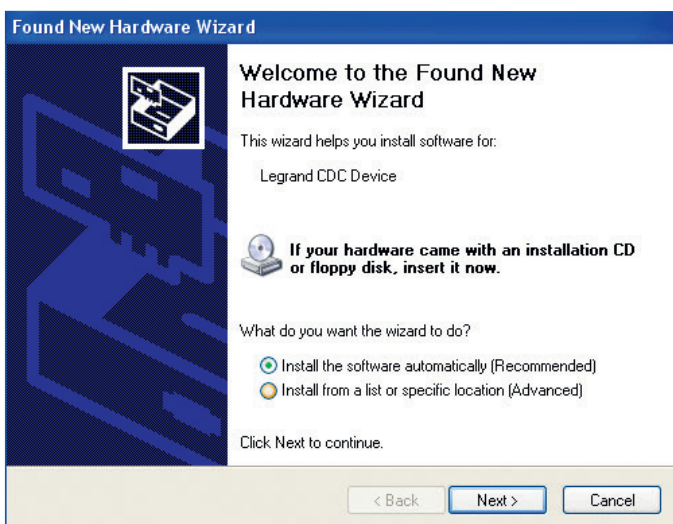 Found New Hardware Wizard
Welcome to the Found New
Hardware Wizard
This wizard helps you install software for:
Legrand CDC Device
If your hardware came with an installation CD
or floppy disk, insert it now.
What do you want the wizard to do?
Install the software automatically (Recommended)
Install from a list or specific location (Advanced)
Click Next to continue.
< Back Next > Cancel